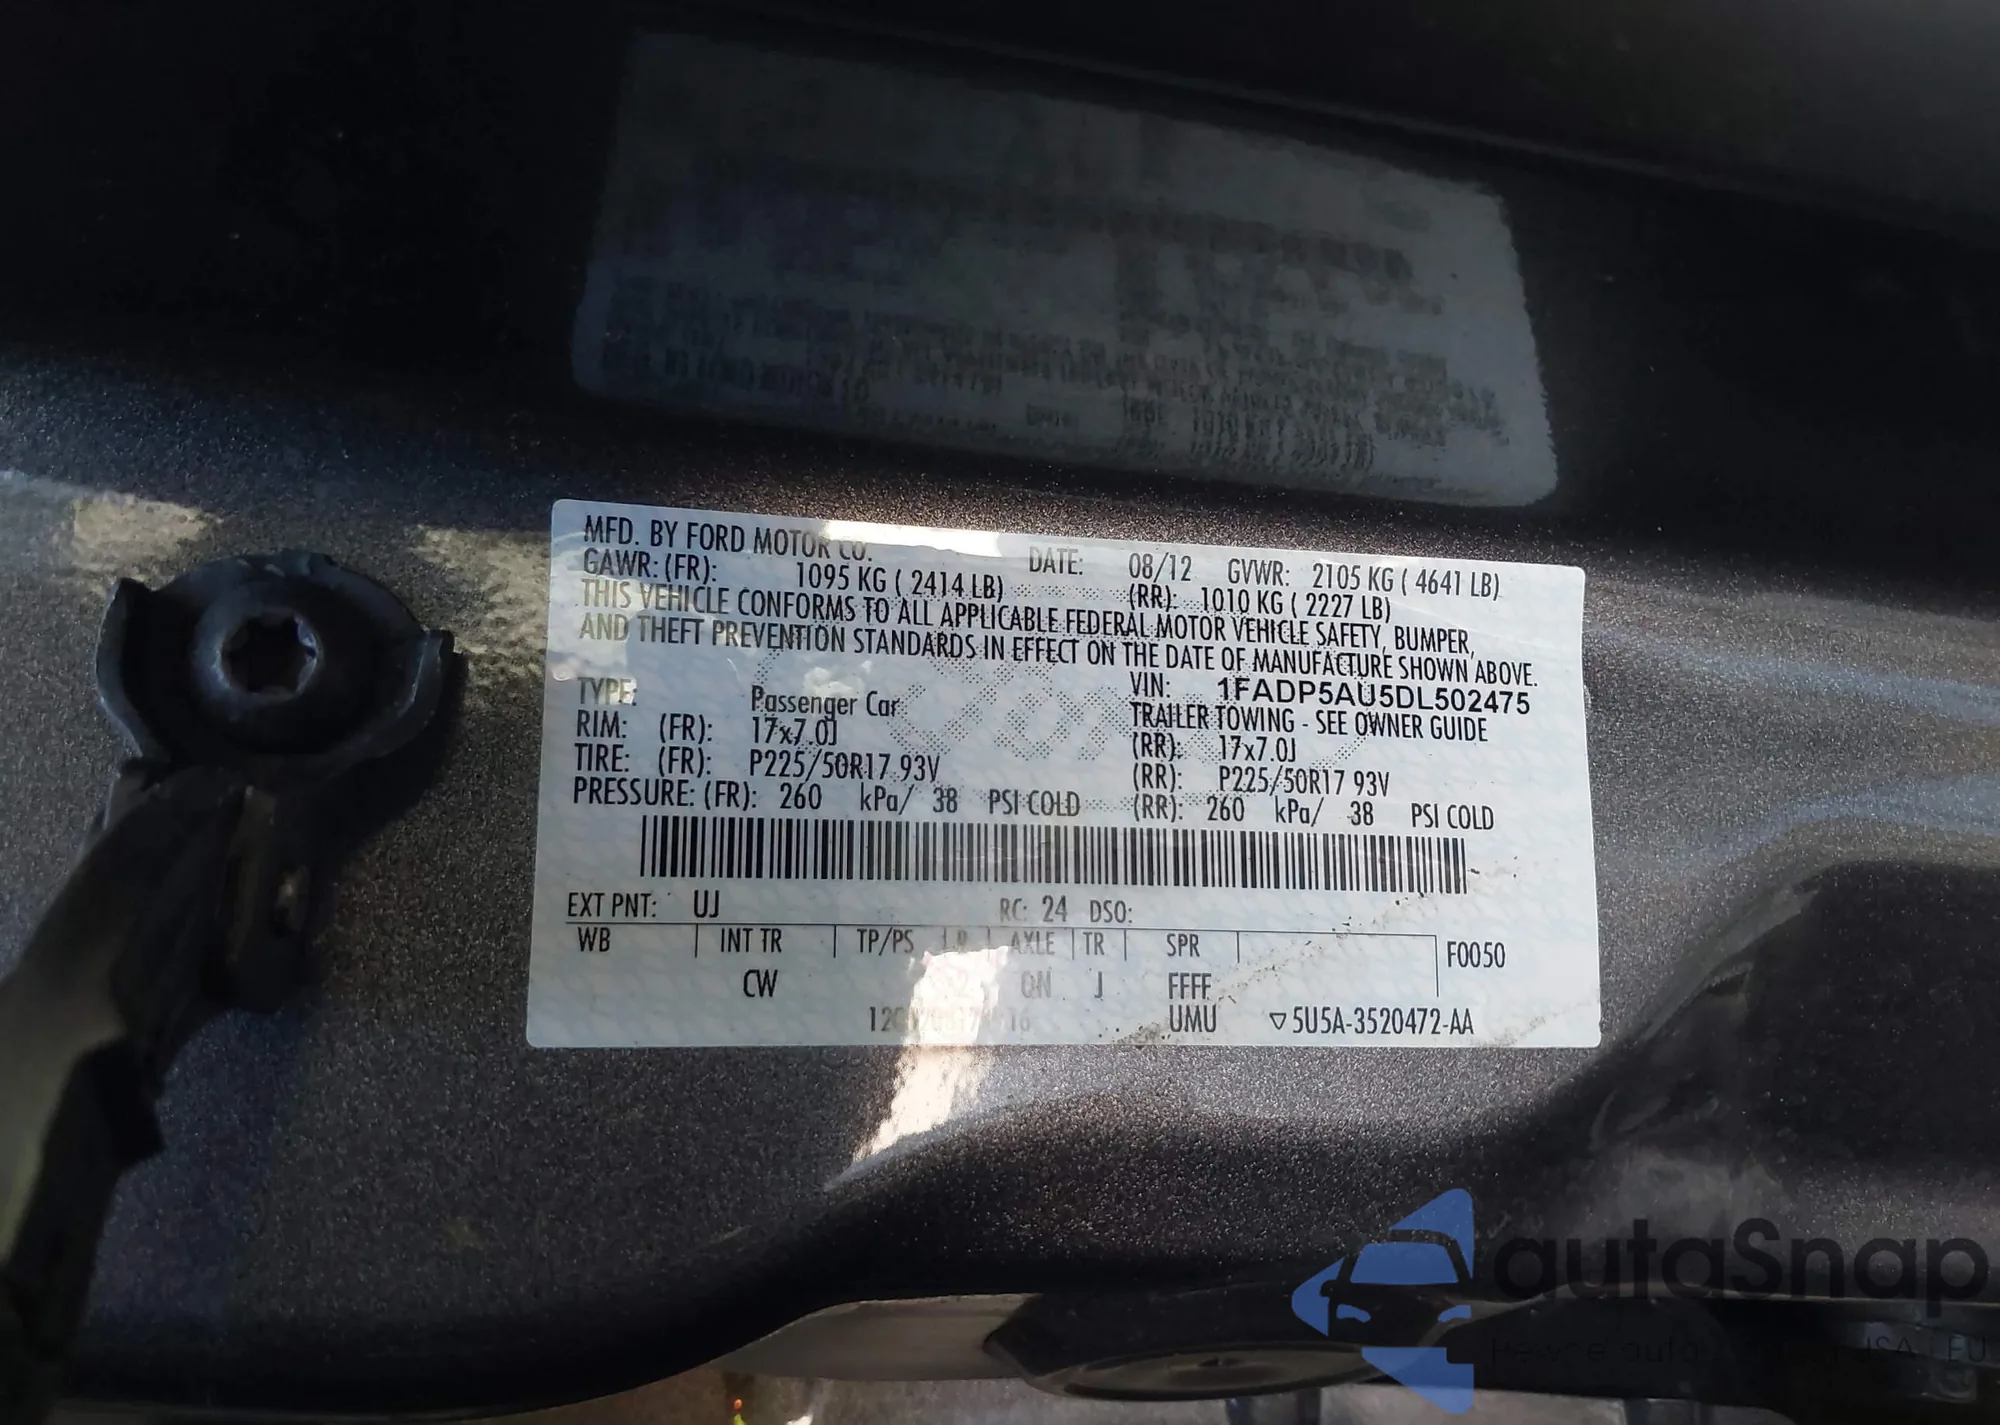 MFD. BY FORD MOTOR CO. DATE: 08/12 GVWR: 2105 KG ( 4641 LB)
GAWR: (FR): 1095 KG ( 2414 LB) (RR): 1010 KG ( 2227 LB)
THIS VEHICLE CONFORMS TO ALL APPLICABLE FEDERAL MOTOR VEHICLE SAFETY, BUMPER,
AND THEFT PREVENTION STANDARDS IN EFFECT ON THE DATE OF MANUFACTURE SHOWN ABOVE.
VIN: 1FADP5AU5DL502475
TYPE: Passenger Car TRAILER TOWING - SEE OWNER GUIDE
RIM: (FR): 17x7.0J (RR): 17x7.0J
TIRE: (FR): P225/50R17 93V (RR): P225/50R17 93V
PRESSURE: (FR): 260 kPa/ 38 PSI COLD (RR): 260 kPa/ 38 PSI COLD
EXT PNT: UJ RC: 24 DSO:
WB INT TR TP/PS AXLE TR SPR F0050
CW ON J FFFF
UMU ▽5U5A-3520472-AA
autaSnap